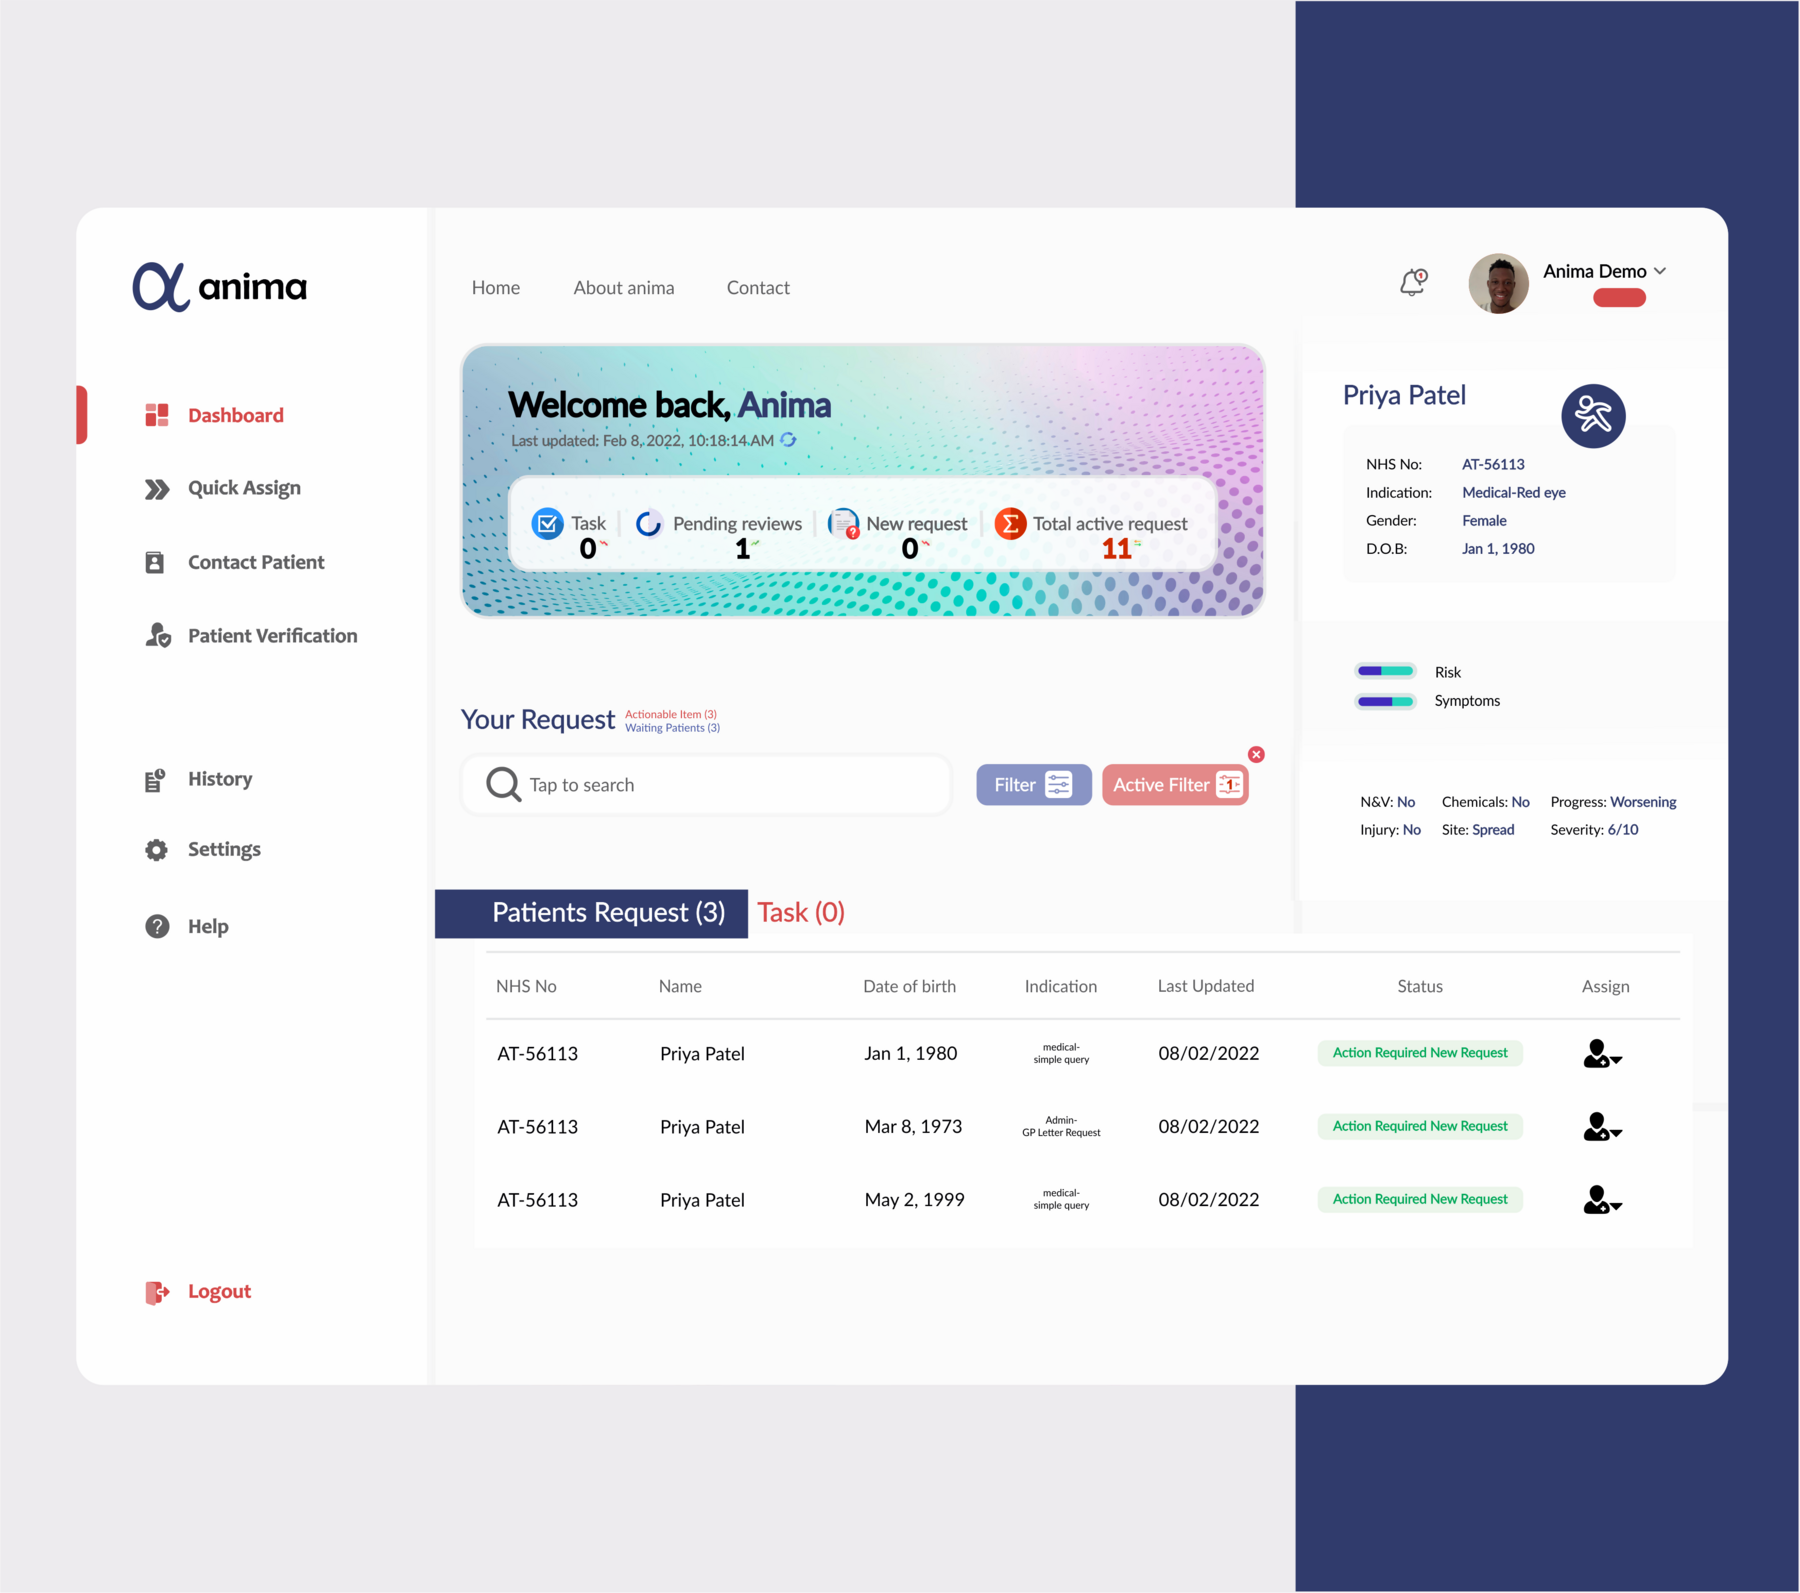 α anima
Home About anima Contact
1
Anima Demo
Dashboard
Quick Assign
Contact Patient
Patient Verification
History
Settings
Help
Logout
Welcome back, Anima
Last updated: Feb 8, 2022, 10:18:14 AM
Task Pending reviews New request Total active request
0 1 0 11
Priya Patel
NHS No: AT-56113
Indication: Medical-Red eye
Gender: Female
D.O.B: Jan 1, 1980
Risk
Symptoms
N&V: No Chemicals: No Progress: Worsening
Injury: No Site: Spread Severity: 6/10
Your Request
Actionable Item (3)
Waiting Patients (3)
Tap to search
Filter
Active Filter 1
Patients Request (3) Task (0)
NHS No Name Date of birth Indication Last Updated Status Assign
AT-56113 Priya Patel Jan 1, 1980 medical-
simple query 08/02/2022 Action Required New Request
AT-56113 Priya Patel Mar 8, 1973 Admin-
GP Letter Request 08/02/2022 Action Required New Request
AT-56113 Priya Patel May 2, 1999 medical-
simple query 08/02/2022 Action Required New Request